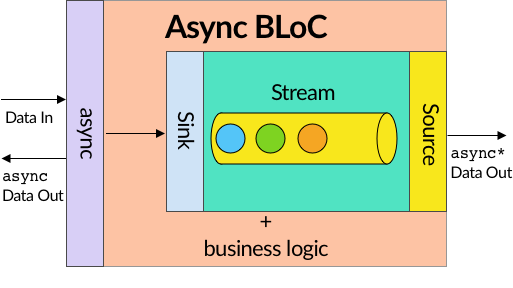 Async BLoC
Data In
async
Data Out
async
Sink
Stream
Source
async*
Data Out
+
business logic